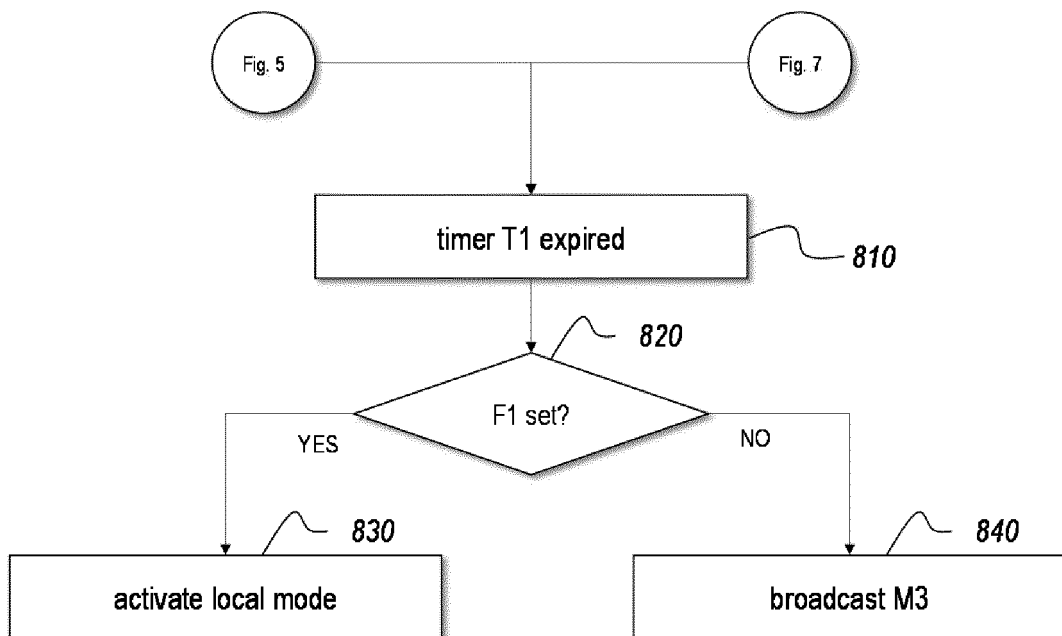 Fig. 5
Fig. 7
timer T1 expired
810
820
F1 set?
YES
NO
830
840
activate local mode
broadcast M3